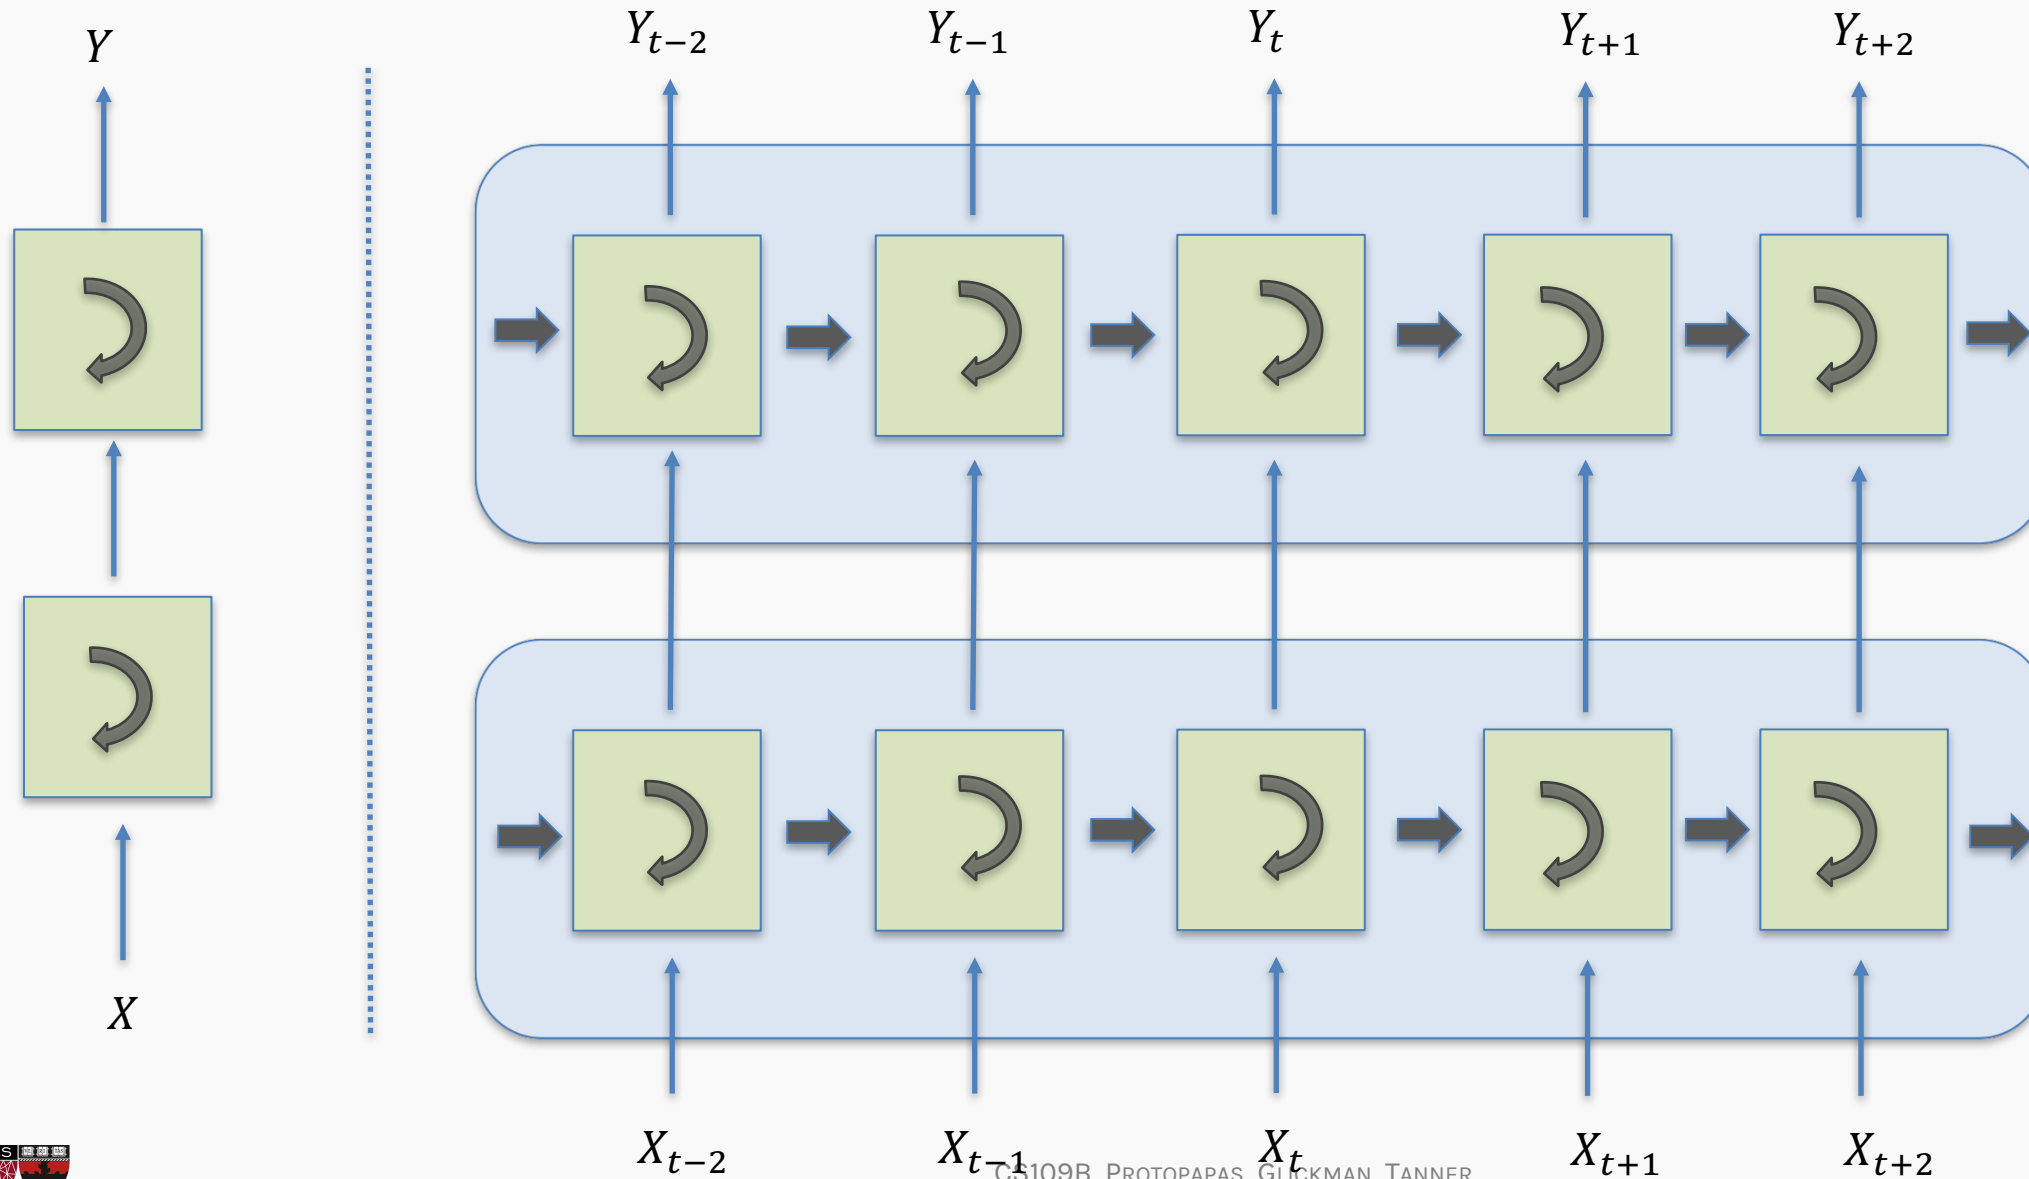 Y
Y_{t-2} Y_{t-1} Y_t Y_{t+1} Y_{t+2}
X
X_{t-2} X_{t-1} X_t X_{t+1} X_{t+2}
CS109B, PROTOPAPAS, GLICKMAN, TANNER
S